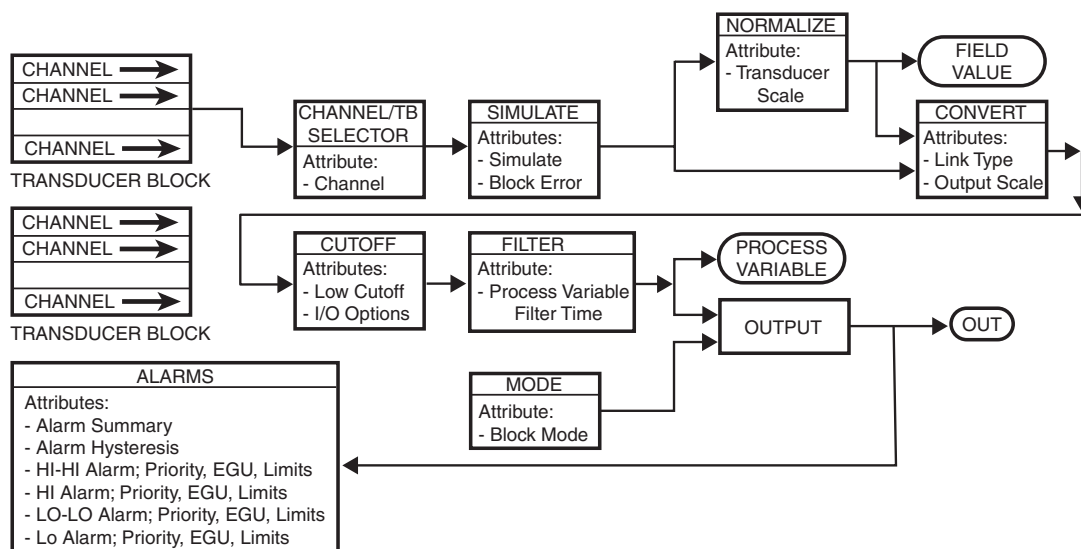 CHANNEL
CHANNEL
CHANNEL
TRANSDUCER BLOCK
CHANNEL/TB
SELECTOR
Attribute:
- Channel
SIMULATE
Attributes:
- Simulate
- Block Error
NORMALIZE
Attribute:
- Transducer
Scale
FIELD
VALUE
CONVERT
Attributes:
- Link Type
- Output Scale
CHANNEL
CHANNEL
CHANNEL
TRANSDUCER BLOCK
CUTOFF
Attributes:
- Low Cutoff
- I/O Options
FILTER
Attribute:
- Process Variable
Filter Time
PROCESS
VARIABLE
OUTPUT
OUT
MODE
Attribute:
- Block Mode
ALARMS
Attributes:
- Alarm Summary
- Alarm Hysteresis
- HI-HI Alarm; Priority, EGU, Limits
- HI Alarm; Priority, EGU, Limits
- LO-LO Alarm; Priority, EGU, Limits
- Lo Alarm; Priority, EGU, Limits